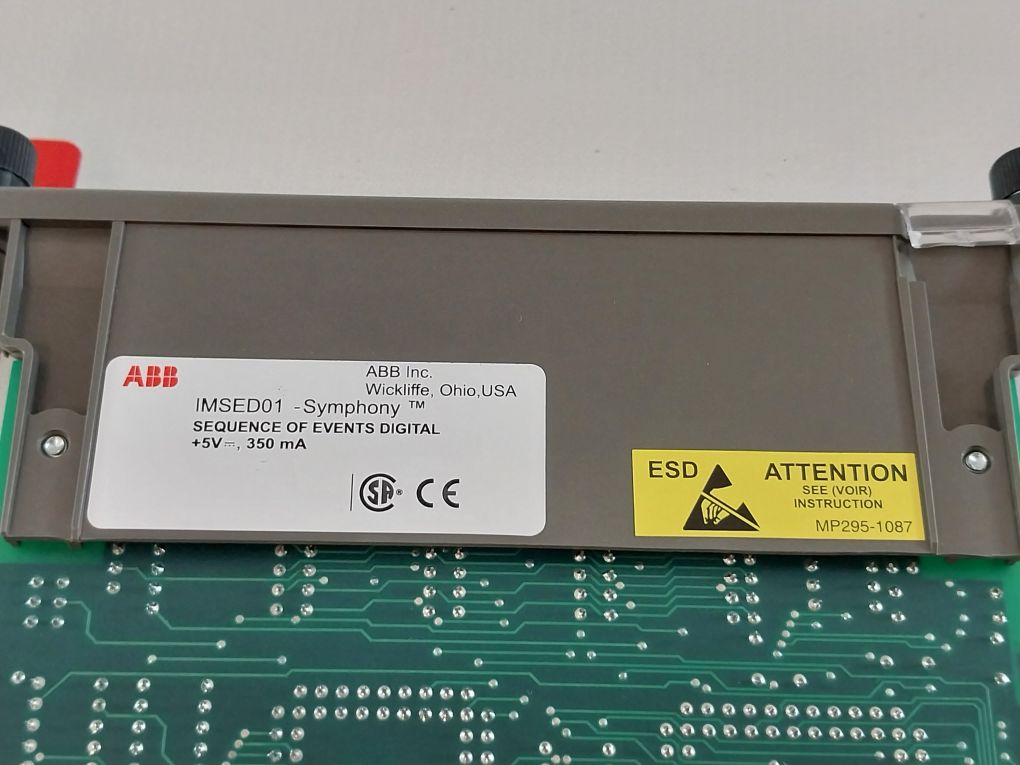 ABB
ABB Inc.
Wickliffe, Ohio,USA
IMSED01 -Symphony ™
SEQUENCE OF EVENTS DIGITAL
+5V⎓, 350 mA
SA®
CE
ESD
ATTENTION
SEE (VOIR)
INSTRUCTION
MP295-1087